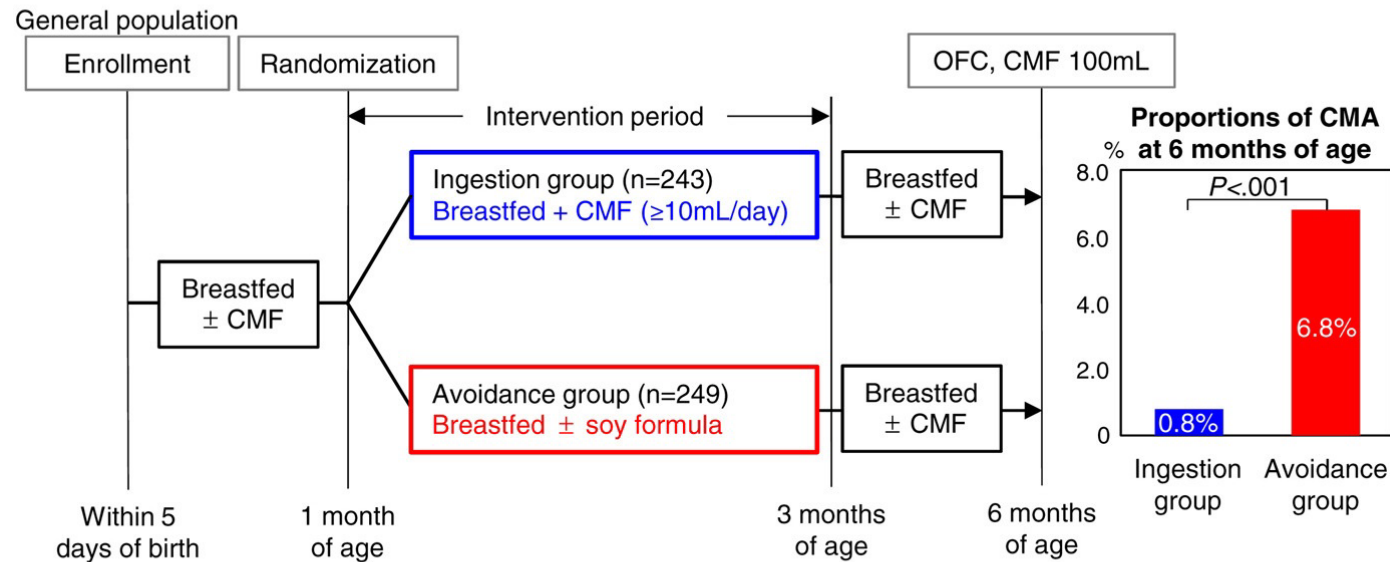 General population
Enrollment
Randomization
OFC, CMF 100mL
Intervention period
Ingestion group (n=243)
Breastfed + CMF (≥10mL/day)
Breastfed
± CMF
Breastfed
± CMF
Avoidance group (n=249)
Breastfed ± soy formula
Breastfed
± CMF
Within 5
days of birth
1 month
of age
3 months
of age
6 months
of age
Proportions of CMA
at 6 months of age
%
8.0
6.0
4.0
2.0
0
P<.001
0.8%
6.8%
Ingestion
group
Avoidance
group